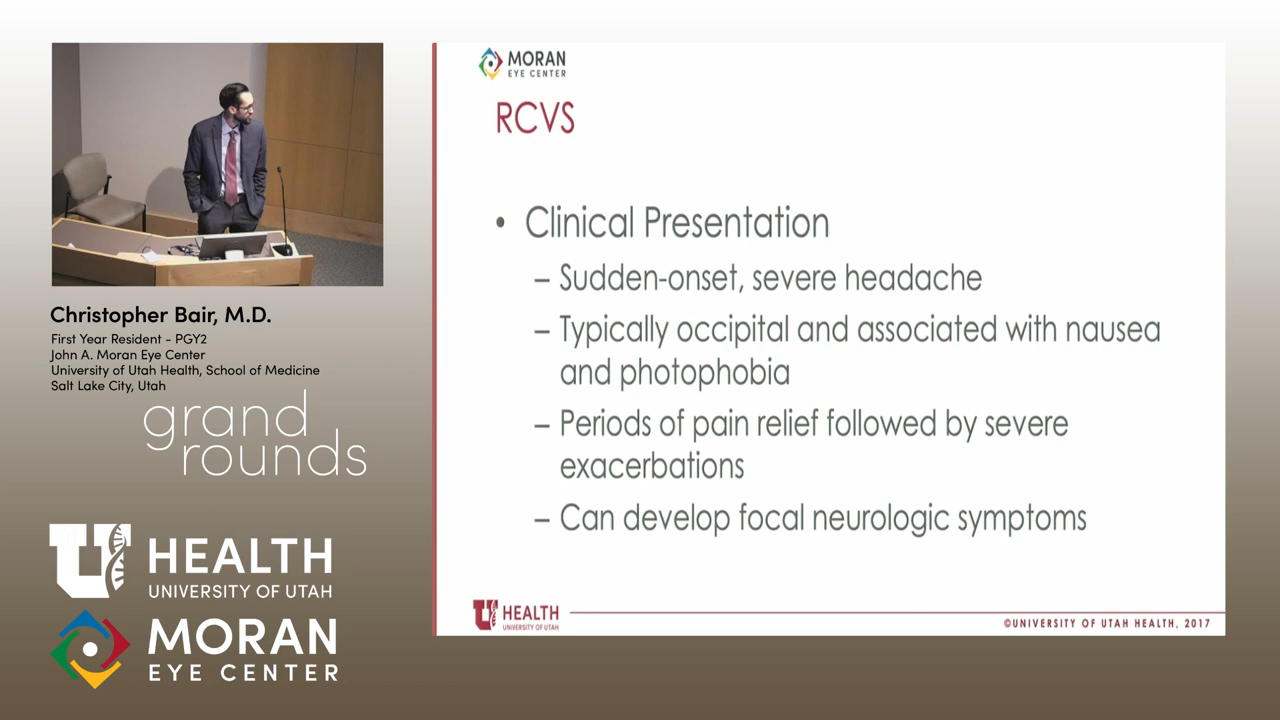 Christopher Bair, M.D.
First Year Resident - PGY2
John A. Moran Eye Center
University of Utah Health, School of Medicine
Salt Lake City, Utah
grand
rounds
U HEALTH
UNIVERSITY OF UTAH
MORAN
EYE CENTER
MORAN
EYE CENTER
RCVS
• Clinical Presentation
– Sudden-onset, severe headache
– Typically occipital and associated with nausea
and photophobia
– Periods of pain relief followed by severe
exacerbations
– Can develop focal neurologic symptoms
U HEALTH
UNIVERSITY OF UTAH
©UNIVERSITY OF UTAH HEALTH, 2017